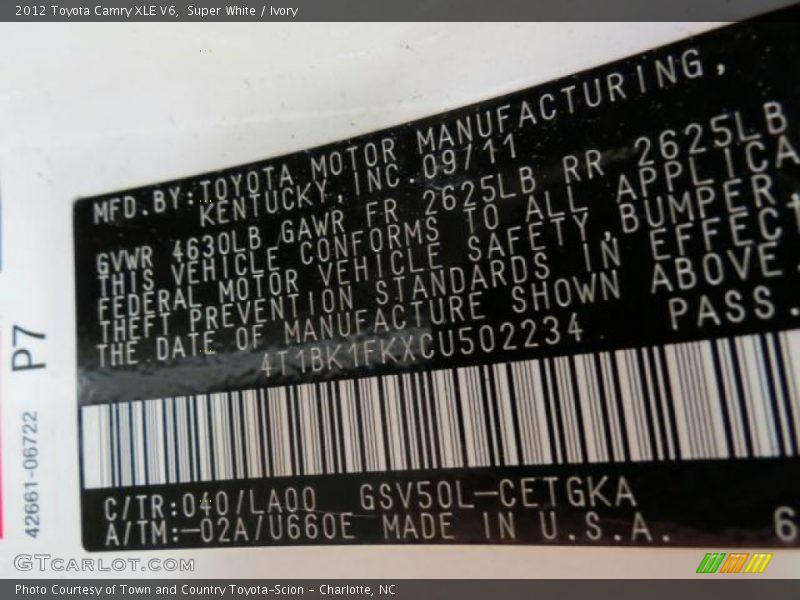 2012 Toyota Camry XLE V6, Super White / Ivory
MFD.BY:TOYOTA MOTOR MANUFACTURING,
KENTUCKY,INC 09/11
GVWR 4630LB GAWR FR 2625LB RR 2625LB
THIS VEHICLE CONFORMS TO ALL APPLICA
FEDERAL MOTOR VEHICLE SAFETY,BUMPER,
THEFT PREVENTION STANDARDS IN EFFECT
THE DATE OF MANUFACTURE SHOWN ABOVE.
4T1BK1FKXCU502234 PASS.
C/TR:040/LA00 GSV50L-CETGKA
A/TM:-02A/U660E MADE IN U.S.A. 6
P7
42661-06722
GTCARLOT.COM
Photo Courtesy of Town and Country Toyota-Scion - Charlotte, NC